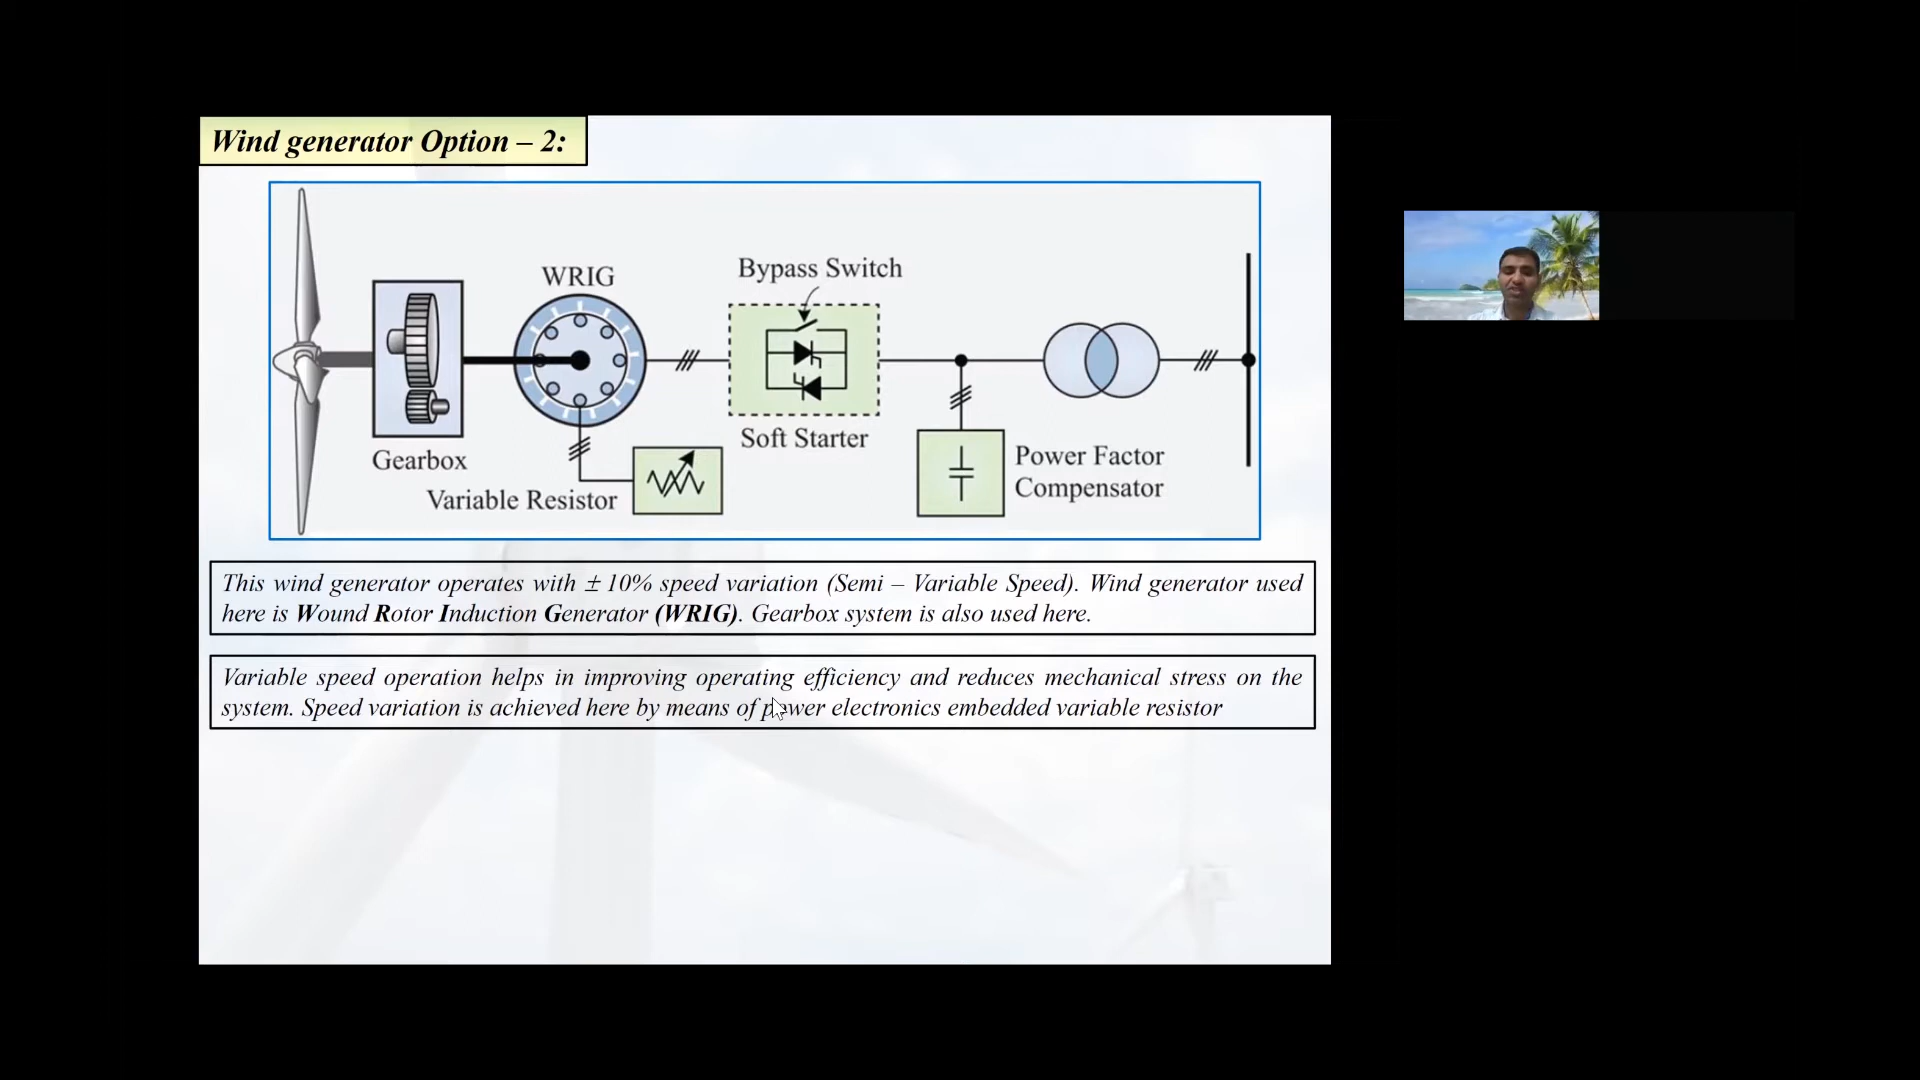 Wind generator Option – 2:
WRIG
Bypass Switch
Soft Starter
Gearbox
Variable Resistor
Power Factor
Compensator
This wind generator operates with ± 10% speed variation (Semi – Variable Speed). Wind generator used
here is Wound Rotor Induction Generator (WRIG). Gearbox system is also used here.
Variable speed operation helps in improving operating efficiency and reduces mechanical stress on the
system. Speed variation is achieved here by means of power electronics embedded variable resistor